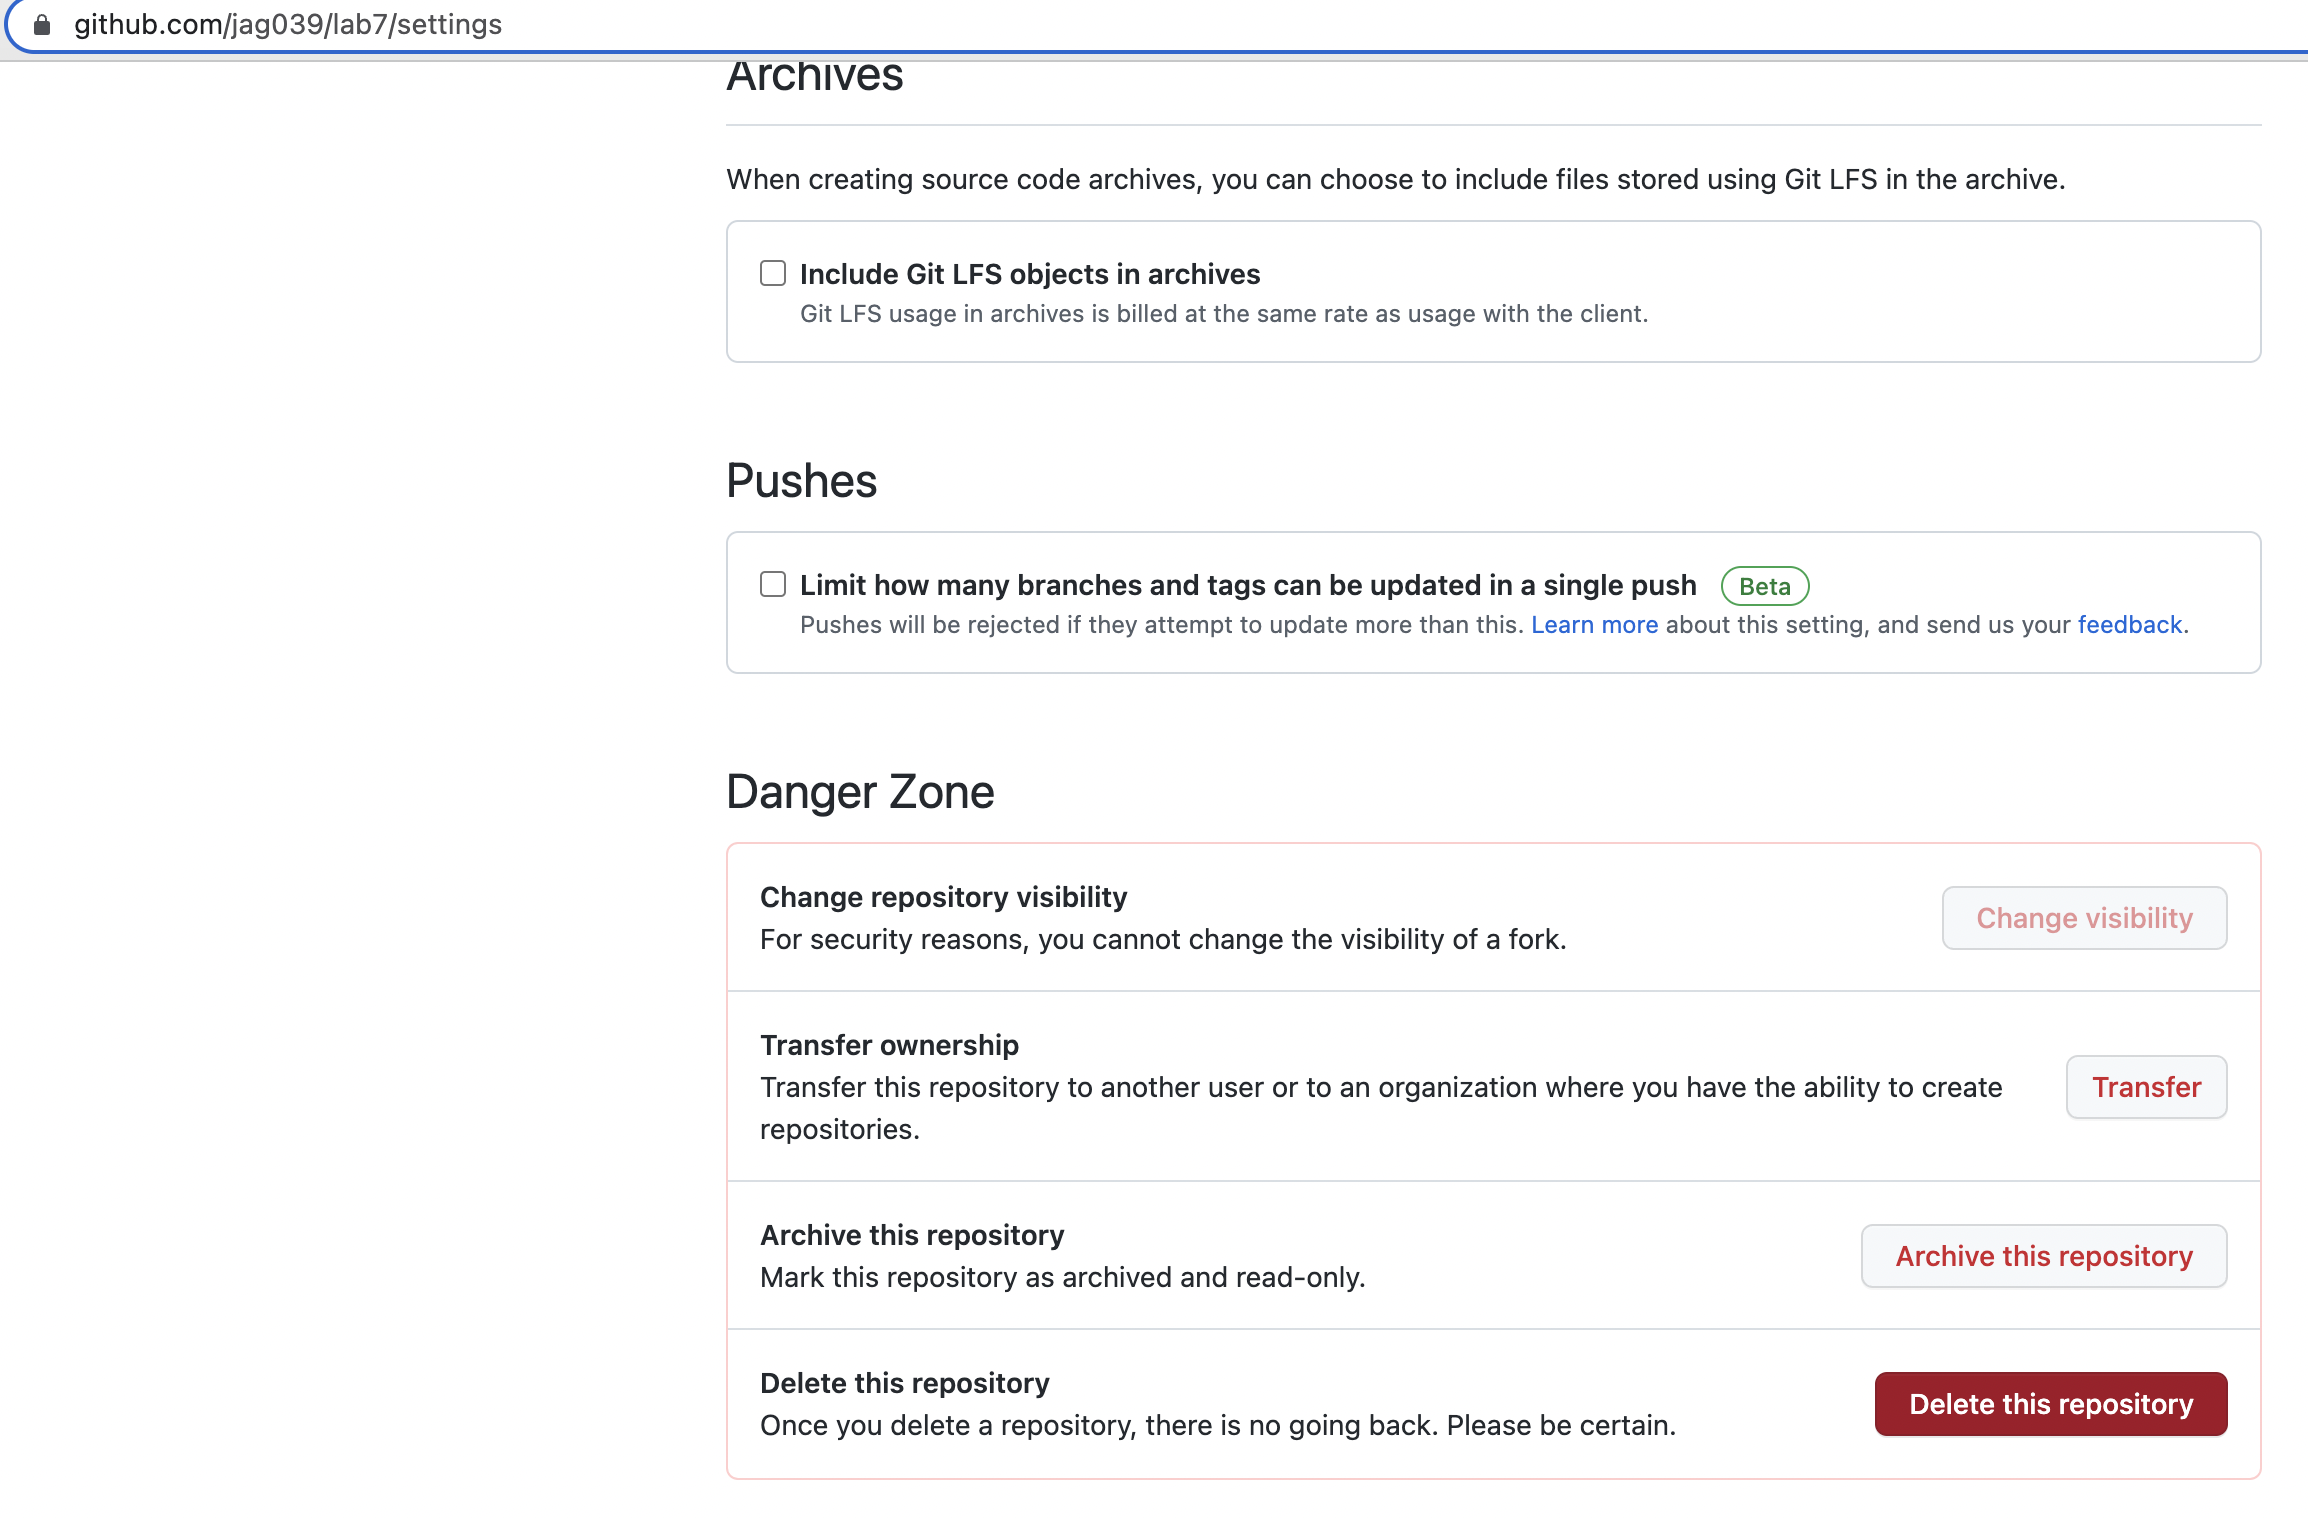 github.com/jag039/lab7/settings
Archives
When creating source code archives, you can choose to include files stored using Git LFS in the archive.
Include Git LFS objects in archives
Git LFS usage in archives is billed at the same rate as usage with the client.
Pushes
Limit how many branches and tags can be updated in a single push Beta
Pushes will be rejected if they attempt to update more than this. Learn more about this setting, and send us your feedback.
Danger Zone
Change repository visibility
For security reasons, you cannot change the visibility of a fork.
Change visibility
Transfer ownership
Transfer this repository to another user or to an organization where you have the ability to create
repositories.
Transfer
Archive this repository
Mark this repository as archived and read-only.
Archive this repository
Delete this repository
Once you delete a repository, there is no going back. Please be certain.
Delete this repository